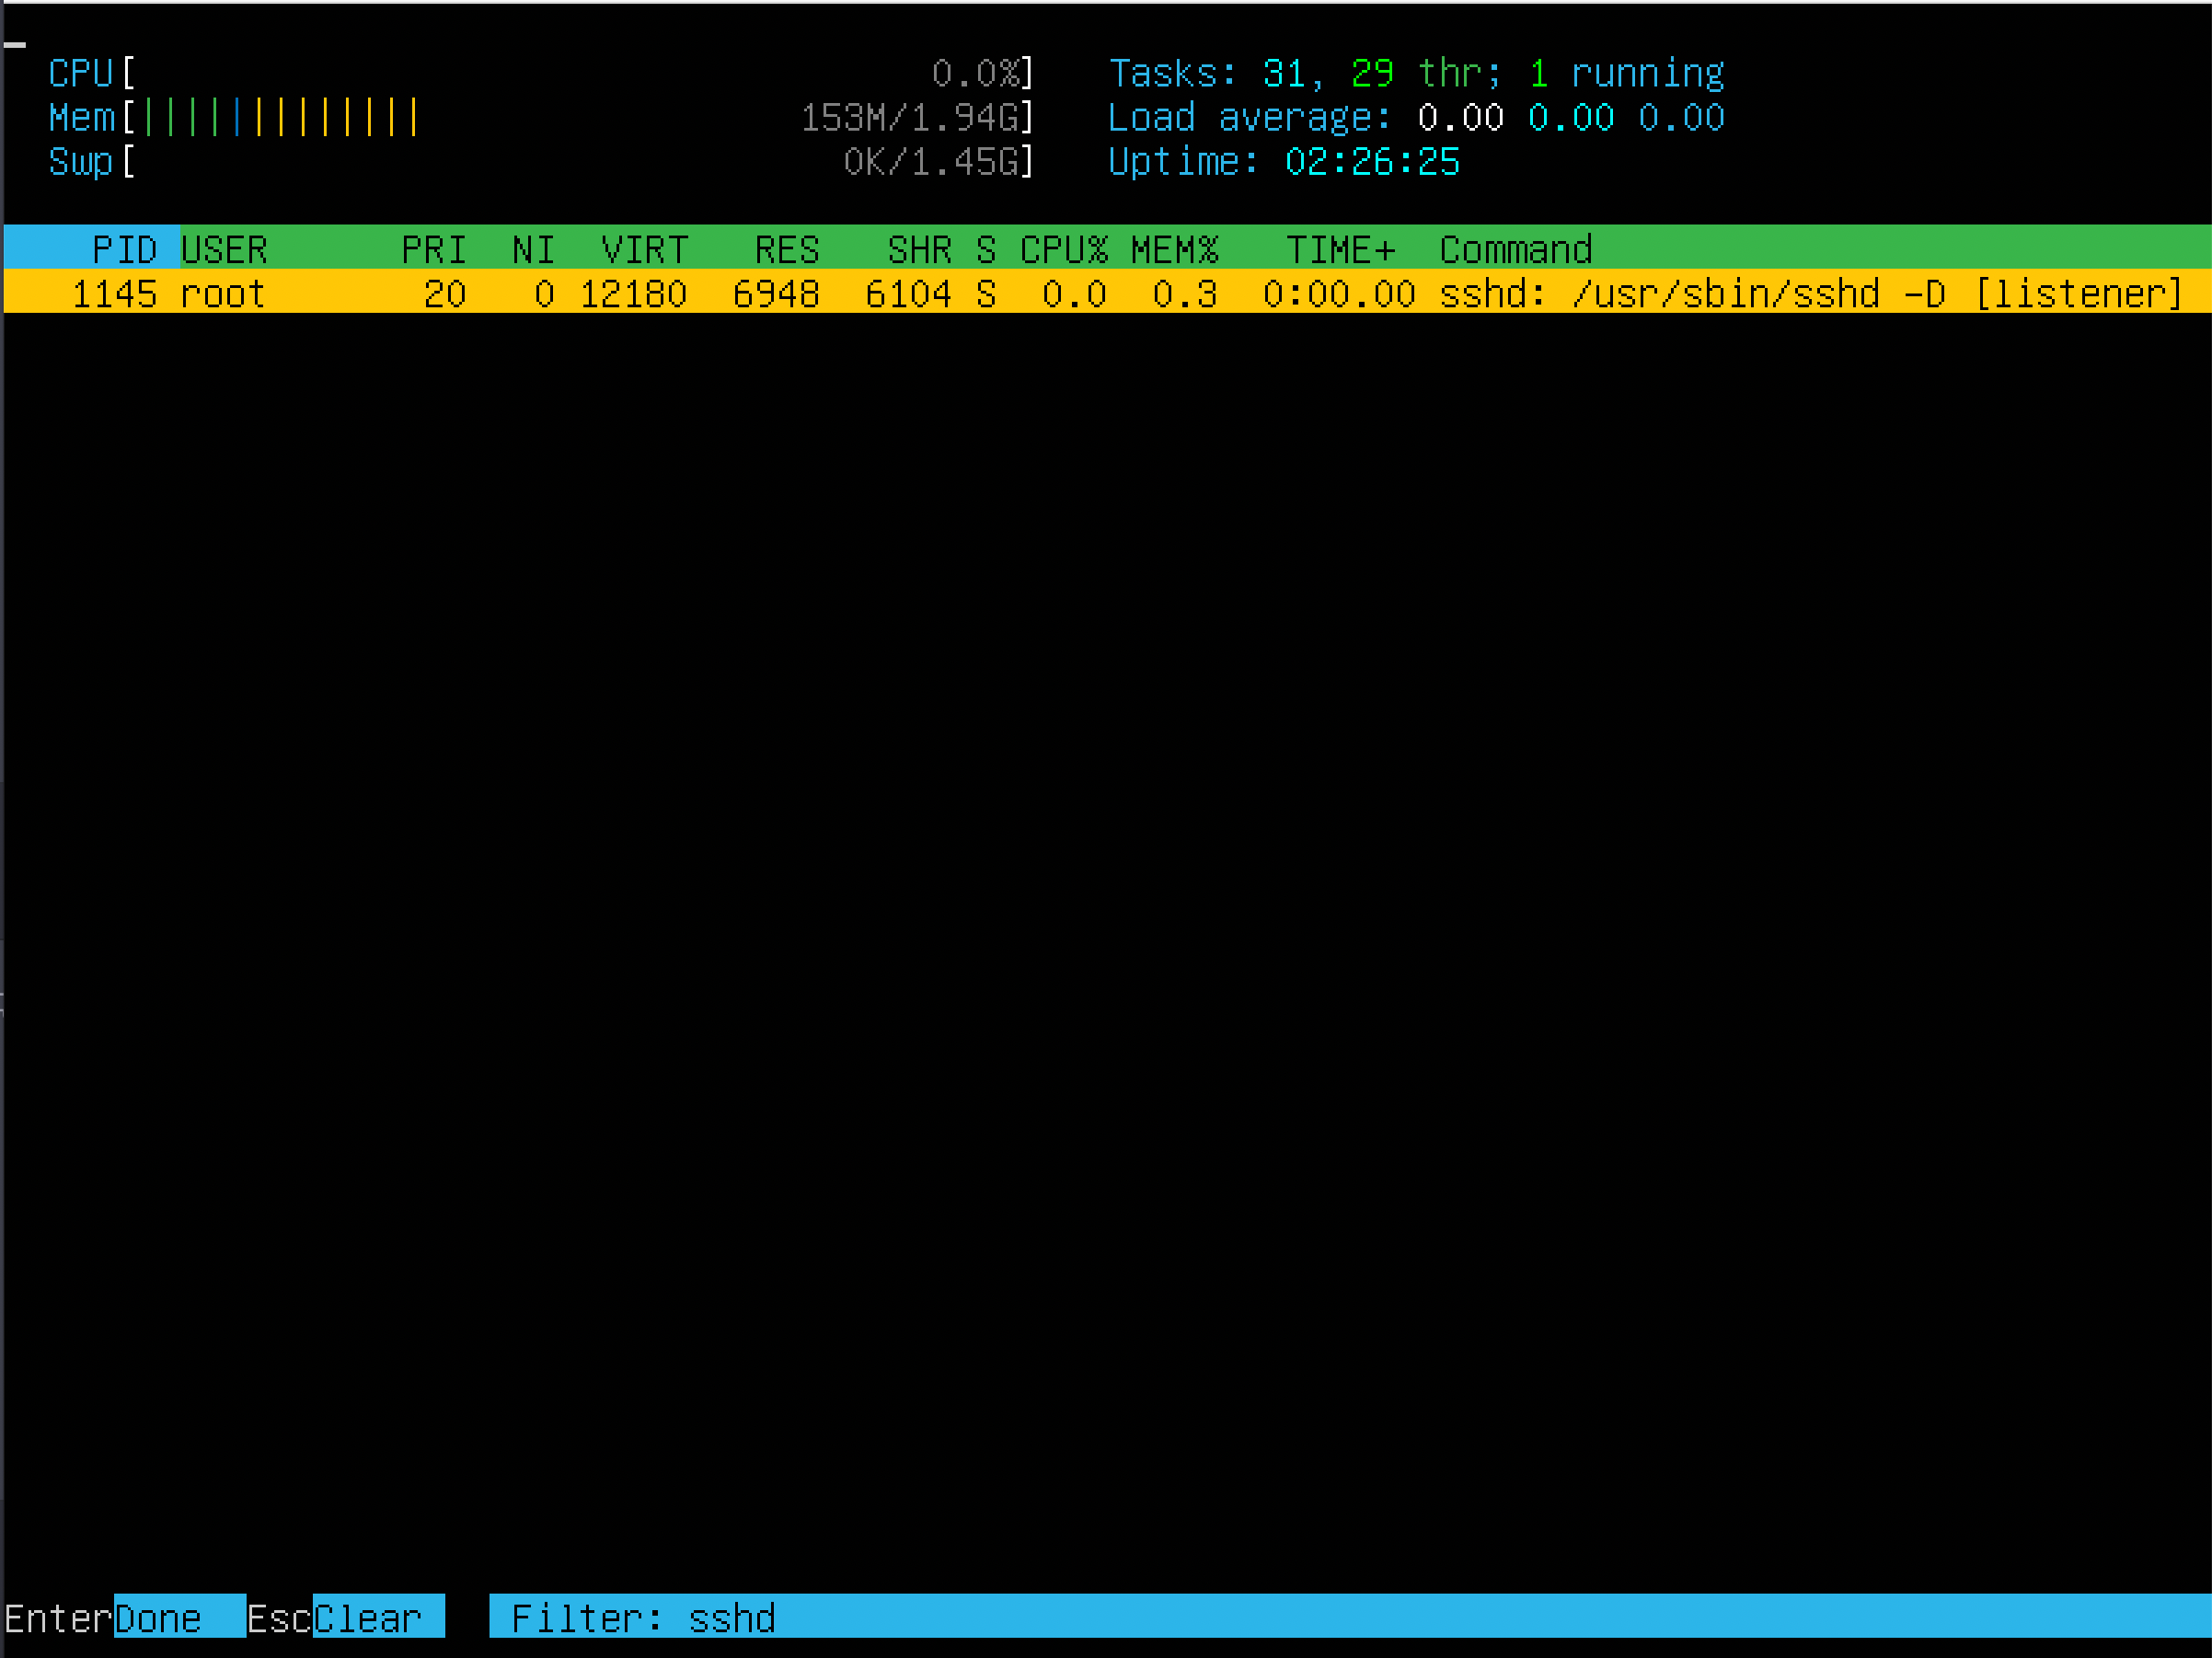 CPU[ 0.0%] Tasks: 31, 29 thr; 1 running
Mem[||||||||||||| 153M/1.94G] Load average: 0.00 0.00 0.00
Swp[ 0K/1.45G] Uptime: 02:26:25
PID USER PRI NI VIRT RES SHR S CPU% MEM% TIME+ Command
1145 root 20 0 12180 6948 6104 S 0.0 0.3 0:00.00 sshd: /usr/sbin/sshd -D [listener]
EnterDone EscClear Filter: sshd